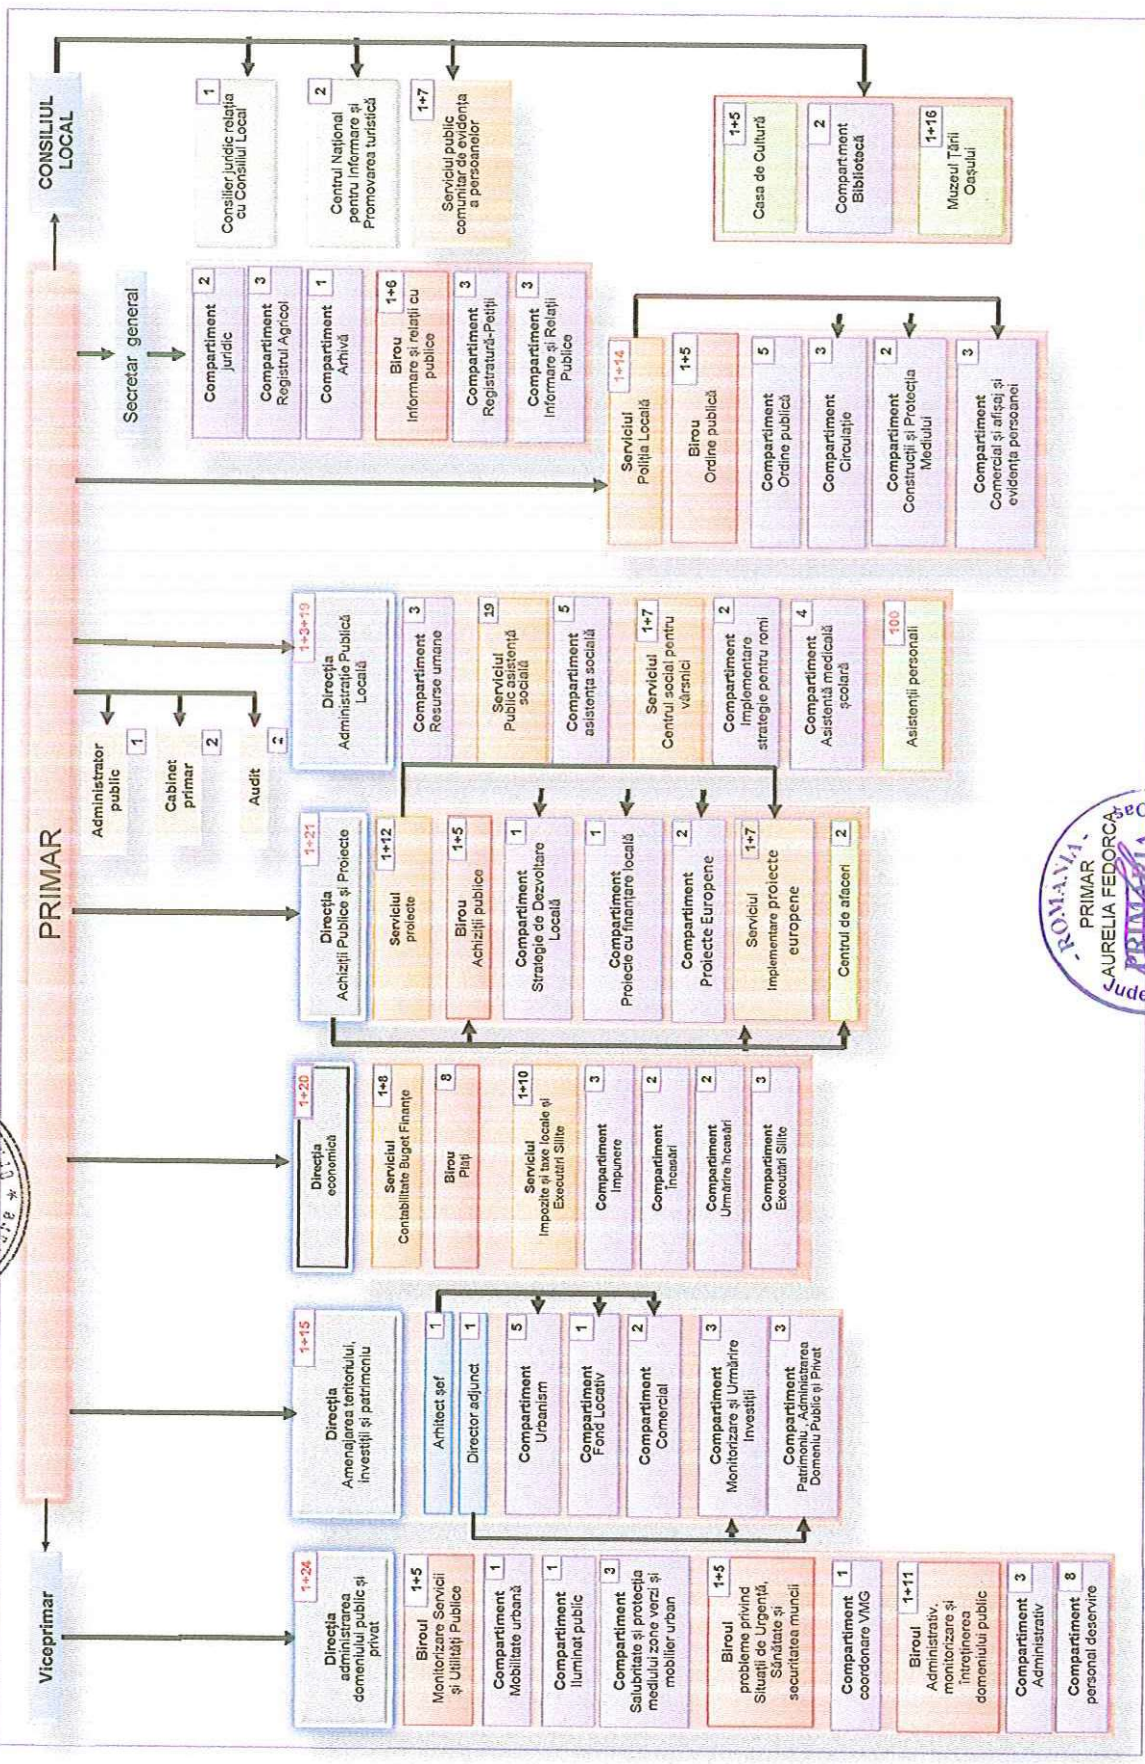 PRIMAR
Viceprimar
CONSILIUL
LOCAL
Secretar general
Administrator
public
1
Cabinet
primar
2
Audit
2
1+24
Direcția
administrarea
domeniului public și
privat
1+5
Biroul
Monitorizare Servicii
și Utilități Publice
1
Compartiment
Mobilitate urbană
1
Compartiment
Iluminat public
3
Compartiment
Salubritate și protecția
mediului zone verzi și
mobilier urban
1+5
Biroul
probleme privind
Situații de Urgență,
Sănătate și
securitatea muncii
1
Compartiment
coordonare VMG
1+11
Biroul
Administrativ,
monitorizare și
întreținerea
domeniului public
3
Compartiment
Administrativ
8
Compartiment
personal deservire
1+15
Direcția
Amenajarea teritoriului,
investiții și patrimoniu
1
Arhitect șef
1
Director adjunct
5
Compartiment
Urbanism
1
Compartiment
Fond Locativ
2
Compartiment
Comercial
3
Compartiment
Monitorizare și Urmărire
Investiții
3
Compartiment
Patrimoniu, Administrarea
Domeniu Public și Privat
1+20
Direcția
economică
1+8
Serviciul
Contabilitate Buget Finanțe
8
Birou
Plăți
1+10
Serviciul
Impozite și taxe locale și
Executări Silite
3
Compartiment
Impunere
2
Compartiment
Încasări
2
Compartiment
Urmărire încasări
3
Compartiment
Executări Silite
1+21
Direcția
Achiziții Publice și Proiecte
1+12
Serviciul
proiecte
1+5
Birou
Achiziții publice
1
Compartiment
Strategie de Dezvoltare
Locală
1
Compartiment
Proiecte cu finanțare locală
2
Compartiment
Proiecte Europene
1+7
Serviciul
Implementare proiecte
europene
2
Centrul de afaceri
1+3+19
Direcția
Administrație Publică
Locală
3
Compartiment
Resurse umane
19
Serviciul
Public asistență
socială
5
Compartiment
asistența socială
1+7
Serviciul
Centrul social pentru
vârsnici
2
Compartiment
Implementare
strategie pentru romi
4
Compartiment
Asistentă medicală
școlară
100
Asistenții personali
2
Compartiment
juridic
3
Compartiment
Registrul Agricol
1
Compartiment
Arhivă
1+6
Birou
Informare și relații cu
publice
3
Compartiment
Registratură-Petiții
3
Compartiment
Informare și Relații
Publice
1+14
Serviciul
Poliția Locală
1+5
Birou
Ordine publică
5
Compartiment
Ordine publică
3
Compartiment
Circulație
2
Compartiment
Construcții și Protecția
Mediului
3
Compartiment
Comercial și afișaj și
evidența persoanei
1
Consilier juridic relația
cu Consiliul Local
2
Centrul Național
pentru Informare și
Promovarea turistică
1+7
Serviciul public
comunitar de evidența
a persoanelor
1+5
Casa de Cultură
2
Compartiment
Bibliotecă
1+16
Muzeul Țării
Oașului
ROMANIA
PRIMAR
AURELIA FEDORCA
PRIMARIA